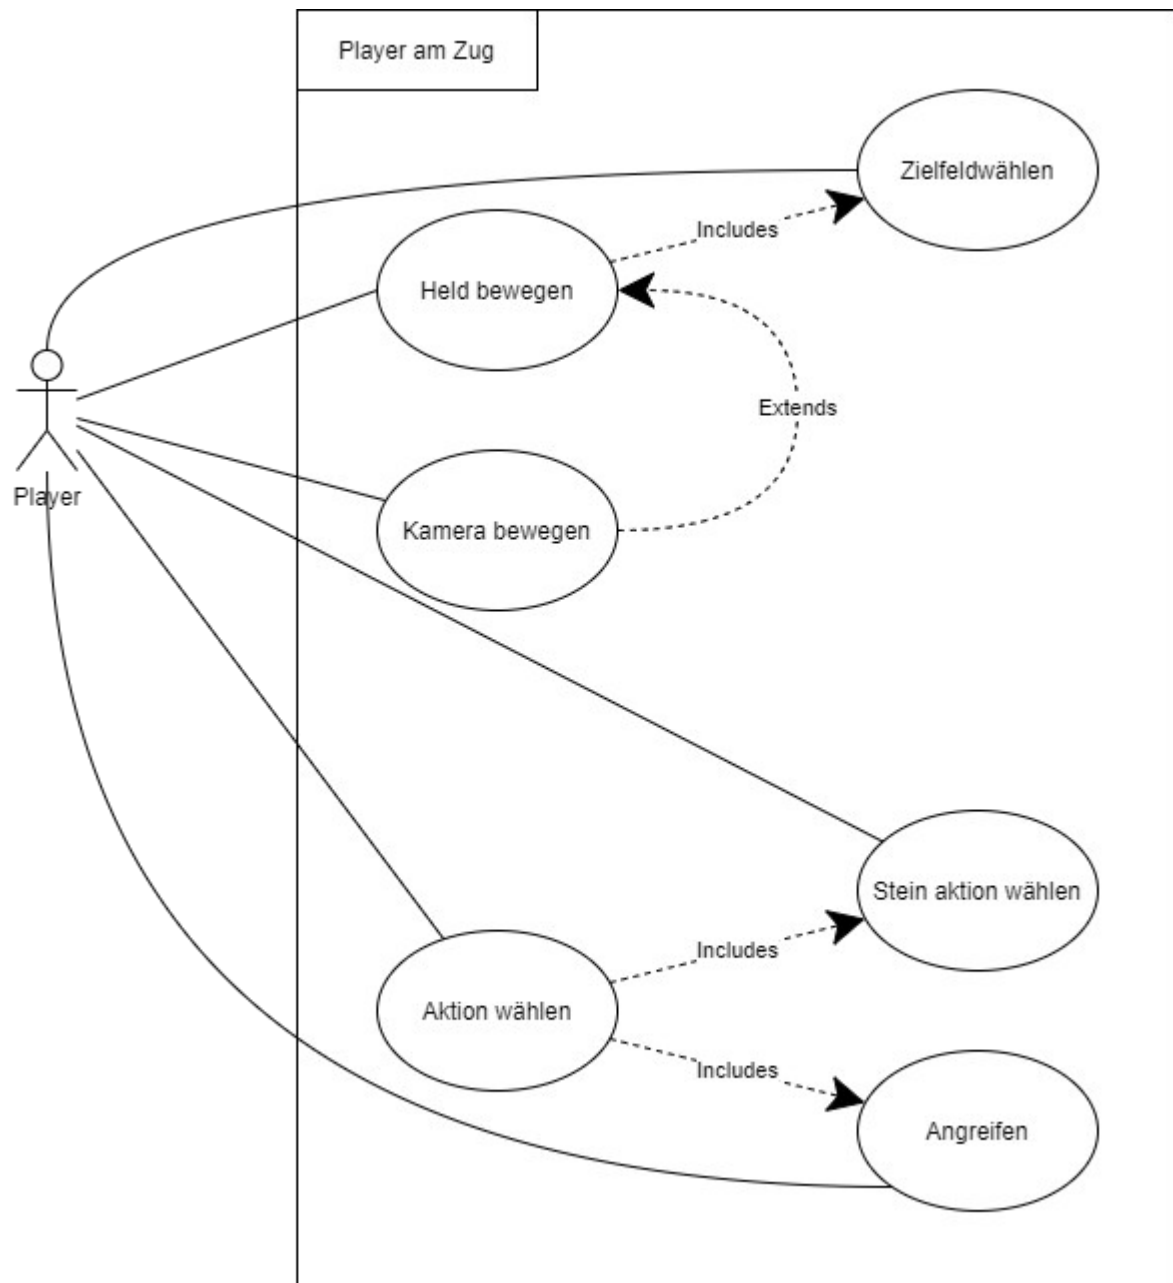 Player am Zug
Zielfeldwählen
Includes
Held bewegen
Extends
Player
Kamera bewegen
Stein aktion wählen
Includes
Aktion wählen
Includes
Angreifen